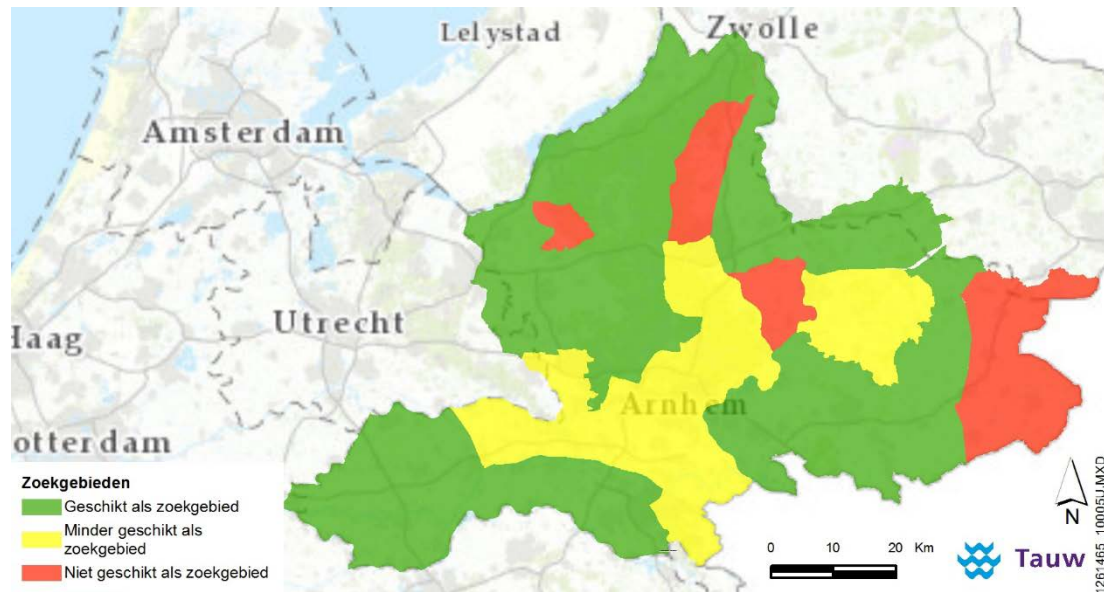 Lelystad
Zwolle
Amsterdam
Utrecht
Haag
Arnhem
otterdam
Zoekgebieden
Geschikt als zoekgebied
Minder geschikt als
zoekgebied
Niet geschikt als zoekgebied
0 10 20 Km
N
Tauw
1261465_10005U.MXD